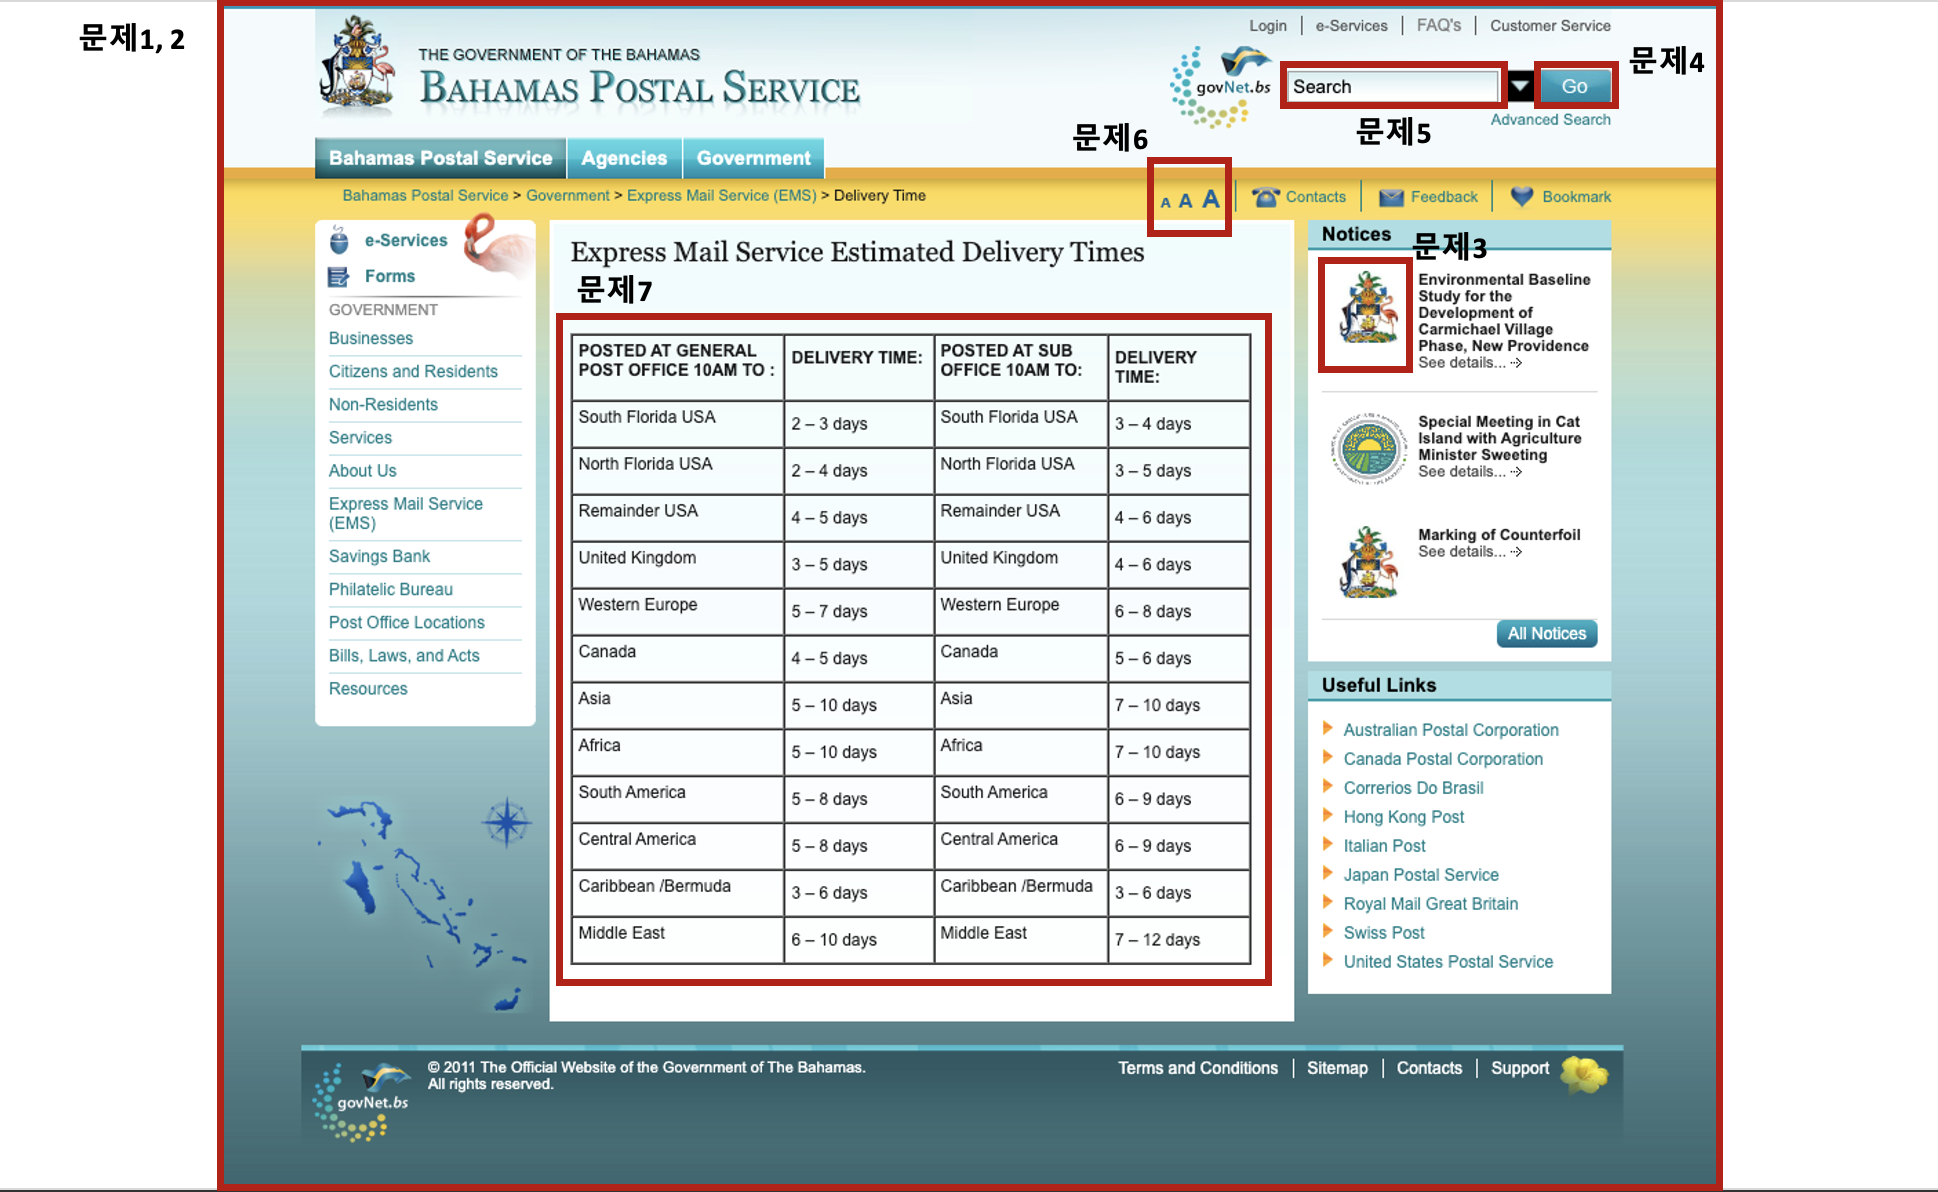 문제1, 2
Login | e-Services | FAQ's | Customer Service
THE GOVERNMENT OF THE BAHAMAS
BAHAMAS POSTAL SERVICE
govNet.bs
Search
Go
문제4
Advanced Search
문제5
문제6
Bahamas Postal Service
Agencies
Government
Bahamas Postal Service > Government > Express Mail Service (EMS) > Delivery Time
A A A
Contacts
Feedback
Bookmark
e-Services
Forms
GOVERNMENT
Businesses
Citizens and Residents
Non-Residents
Services
About Us
Express Mail Service
(EMS)
Savings Bank
Philatelic Bureau
Post Office Locations
Bills, Laws, and Acts
Resources
Express Mail Service Estimated Delivery Times
문제7
POSTED AT GENERAL POST OFFICE 10AM TO : DELIVERY TIME: POSTED AT SUB OFFICE 10AM TO: DELIVERY TIME:
South Florida USA 2 – 3 days South Florida USA 3 – 4 days
North Florida USA 2 – 4 days North Florida USA 3 – 5 days
Remainder USA 4 – 5 days Remainder USA 4 – 6 days
United Kingdom 3 – 5 days United Kingdom 4 – 6 days
Western Europe 5 – 7 days Western Europe 6 – 8 days
Canada 4 – 5 days Canada 5 – 6 days
Asia 5 – 10 days Asia 7 – 10 days
Africa 5 – 10 days Africa 7 – 10 days
South America 5 – 8 days South America 6 – 9 days
Central America 5 – 8 days Central America 6 – 9 days
Caribbean /Bermuda 3 – 6 days Caribbean /Bermuda 3 – 6 days
Middle East 6 – 10 days Middle East 7 – 12 days
Notices
문제3
Environmental Baseline
Study for the
Development of
Carmichael Village
Phase, New Providence
See details...
Special Meeting in Cat
Island with Agriculture
Minister Sweeting
See details...
Marking of Counterfoil
See details...
All Notices
Useful Links
Australian Postal Corporation
Canada Postal Corporation
Correrios Do Brasil
Hong Kong Post
Italian Post
Japan Postal Service
Royal Mail Great Britain
Swiss Post
United States Postal Service
govNet.bs
© 2011 The Official Website of the Government of The Bahamas.
All rights reserved.
Terms and Conditions | Sitemap | Contacts | Support